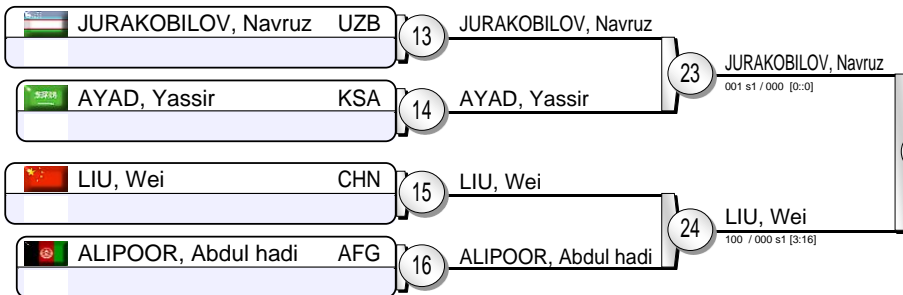 JURAKOBILOV, Navruz UZB
13
JURAKOBILOV, Navruz
AYAD, Yassir KSA
14
AYAD, Yassir
23
JURAKOBILOV, Navruz
001 s1 / 000 [0::0]
LIU, Wei CHN
15
LIU, Wei
ALIPOOR, Abdul hadi AFG
16
ALIPOOR, Abdul hadi
24
LIU, Wei
100 / 000 s1 [3:16]